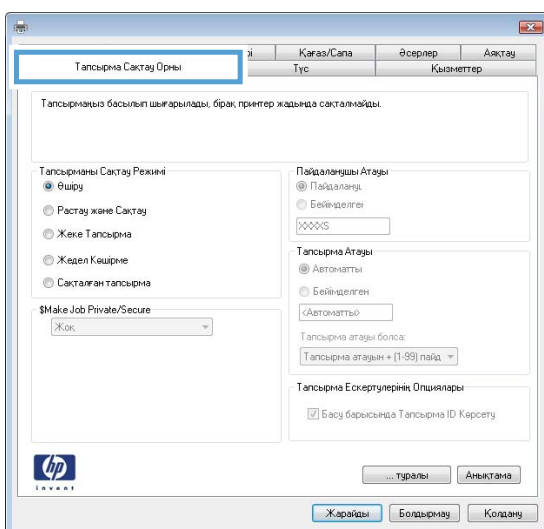 Қағаз/Сапа Әсерлер Аяқтау
Тапсырма Сақтау Орны Түс Қызметтер
Тапсырмаңыз басылып шығарылады, бірақ принтер жадында сақталмайды.
Тапсырманы Сақтау Режимі
Өшіру
Растау және Сақтау
Жеке Тапсырма
Жедел Көшірме
Сақталған тапсырма
$Make Job Private/Secure
Жоқ
Пайдаланушы Атауы
Бейімделген
Тапсырма Атауы
Автоматты
Бейімделген
<Автоматты>
Тапсырма атауы болса:
Тапсырма атауын + (1-99) пайд
Тапсырма Ескертулерінің Опциялары
Басу барысында Тапсырма ID Көрсету
hp
invent
... туралы Анықтама
Жарайды Болдырмау Қолдану